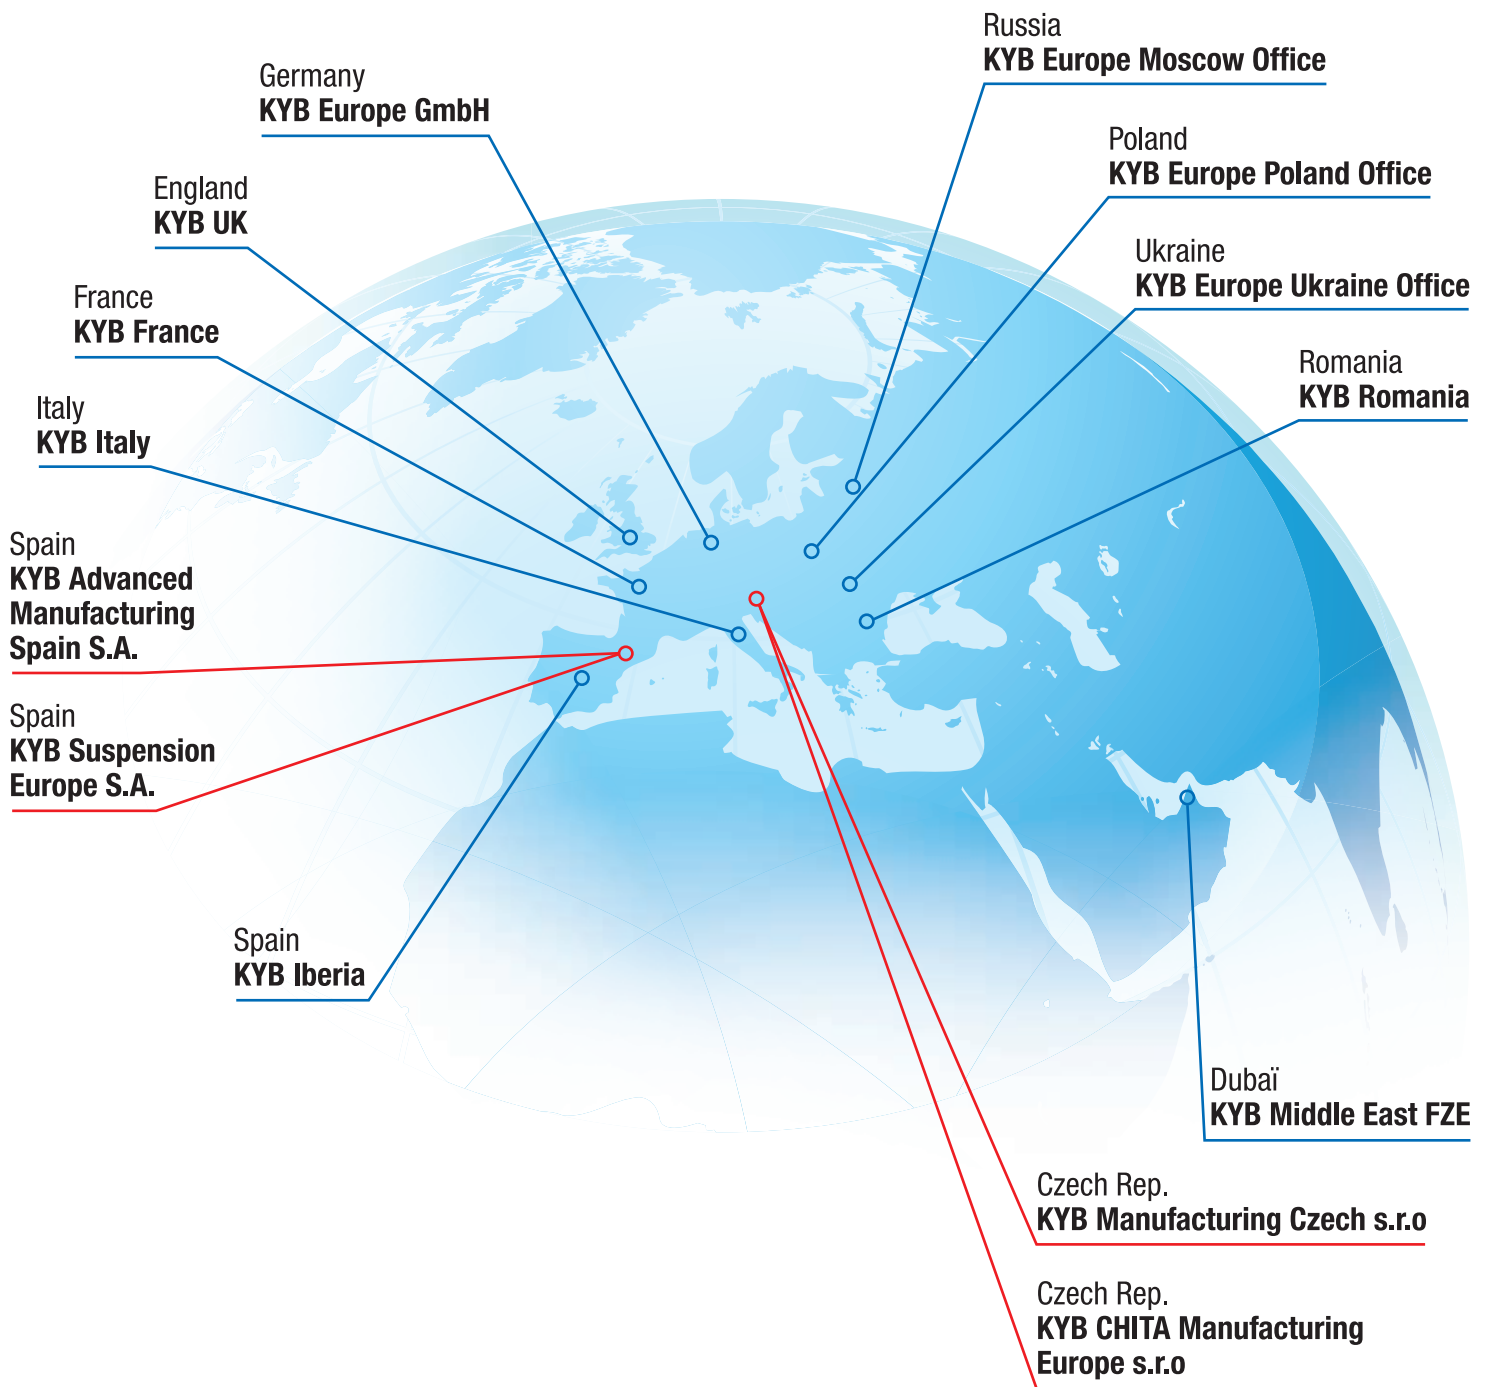 Russia
KYB Europe Moscow Office
Germany
KYB Europe GmbH
Poland
KYB Europe Poland Office
England
KYB UK
Ukraine
KYB Europe Ukraine Office
France
KYB France
Romania
KYB Romania
Italy
KYB Italy
Spain
KYB Advanced
Manufacturing
Spain S.A.
Spain
KYB Suspension
Europe S.A.
Spain
KYB Iberia
Dubaï
KYB Middle East FZE
Czech Rep.
KYB Manufacturing Czech s.r.o
Czech Rep.
KYB CHITA Manufacturing
Europe s.r.o